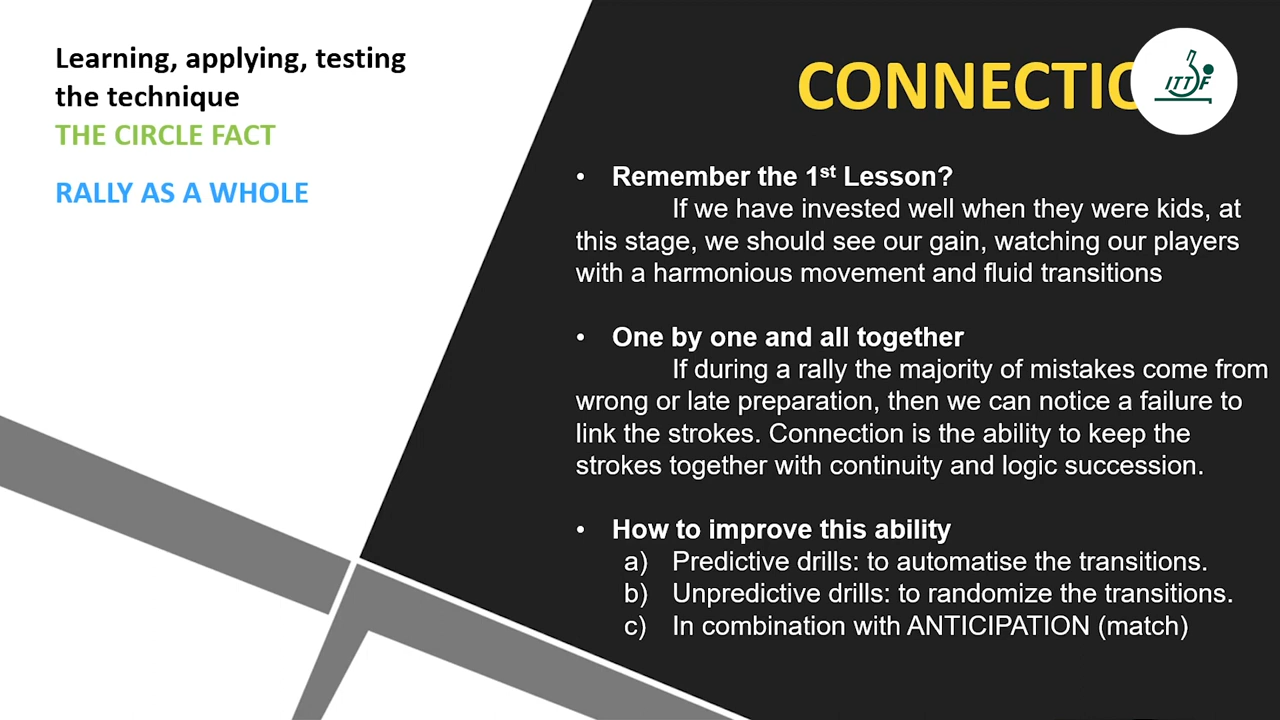 Learning, applying, testing
the technique
THE CIRCLE FACT
RALLY AS A WHOLE
CONNECTIO
ITTF
• Remember the 1st Lesson?
If we have invested well when they were kids, at
this stage, we should see our gain, watching our players
with a harmonious movement and fluid transitions
• One by one and all together
If during a rally the majority of mistakes come from
wrong or late preparation, then we can notice a failure to
link the strokes. Connection is the ability to keep the
strokes together with continuity and logic succession.
• How to improve this ability
a) Predictive drills: to automatise the transitions.
b) Unpredictive drills: to randomize the transitions.
c) In combination with ANTICIPATION (match)